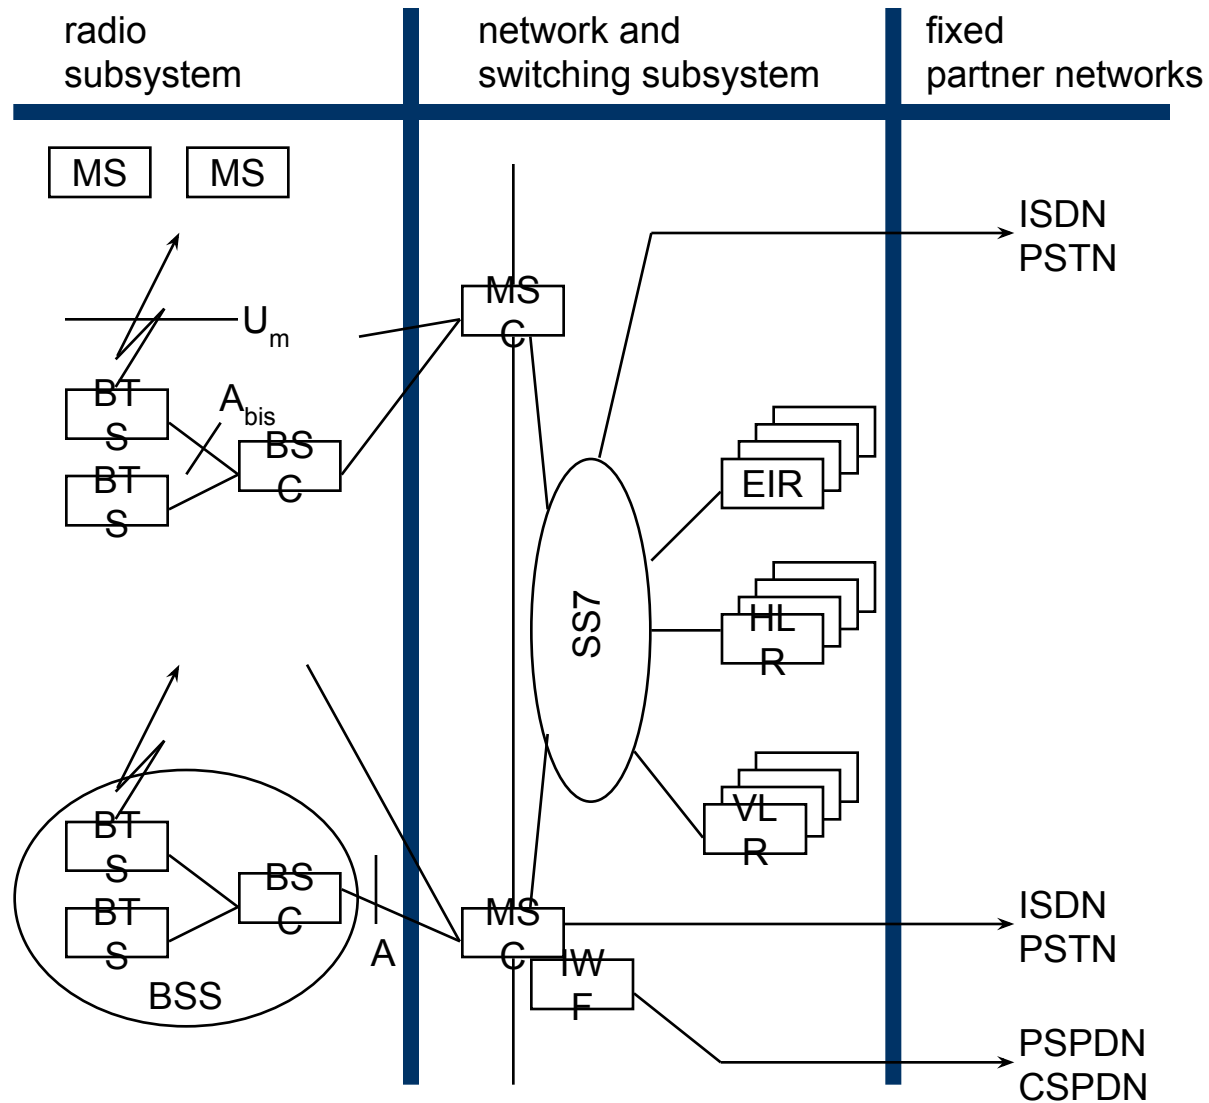 radio
subsystem
network and
switching subsystem
fixed
partner networks
MS
MS
ISDN
PSTN
MS
C
Um
BT
S
Abis
BS
C
BT
S
EIR
SS7
HL
R
VL
R
BT
S
BS
C
BT
S
BSS
A
MS
C
IW
F
ISDN
PSTN
PSPDN
CSPDN